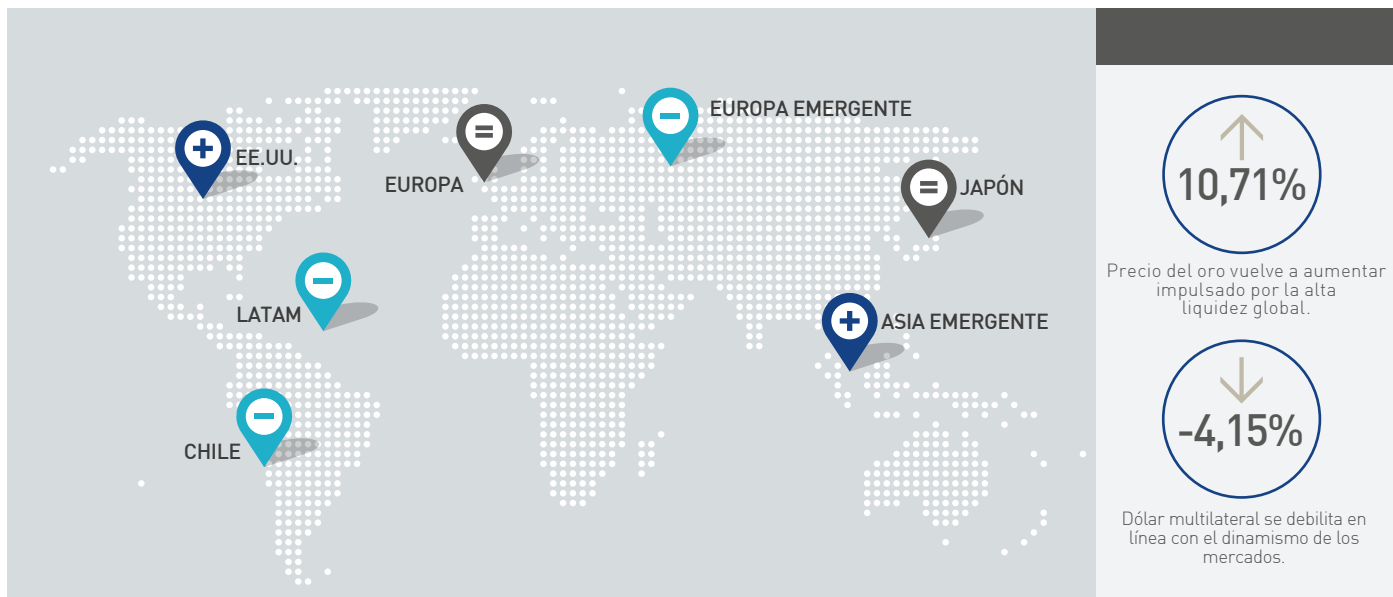 EUROPA EMERGENTE
EE.UU.
EUROPA
JAPÓN
LATAM
ASIA EMERGENTE
CHILE
10,71%
Precio del oro vuelve a aumentar
impulsado por la alta
liquidez global.
-4,15%
Dólar multilateral se debilita en
línea con el dinamismo de los
mercados.